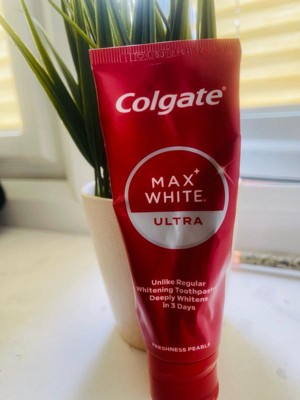 Colgate®
MAX+
WHITE
ULTRA
Unlike Regular
Whitening Toothpaste
Deeply Whitens
in 3 Days
FRESHNESS PEARLS